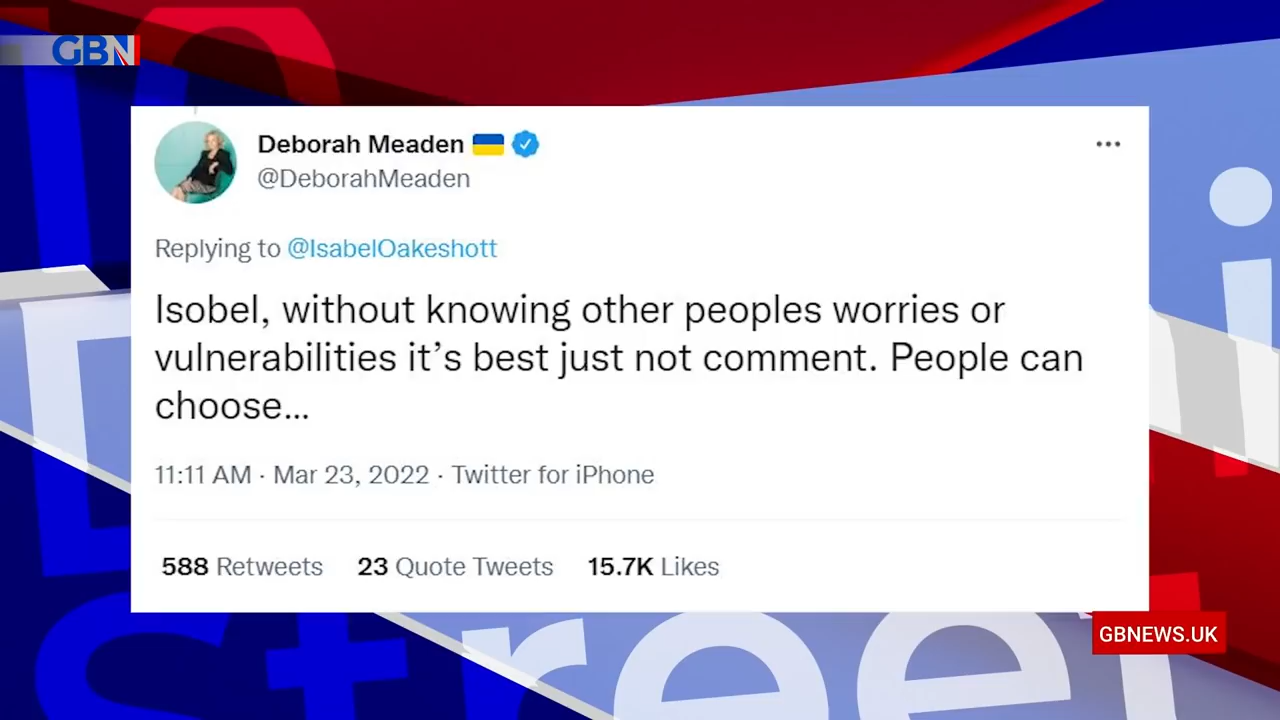 GBN
Deborah Meaden
@DeborahMeaden
Replying to @IsabelOakeshott
Isobel, without knowing other peoples worries or
vulnerabilities it's best just not comment. People can
choose...
11:11 AM · Mar 23, 2022 · Twitter for iPhone
588 Retweets 23 Quote Tweets 15.7K Likes
GBNEWS.UK
Street